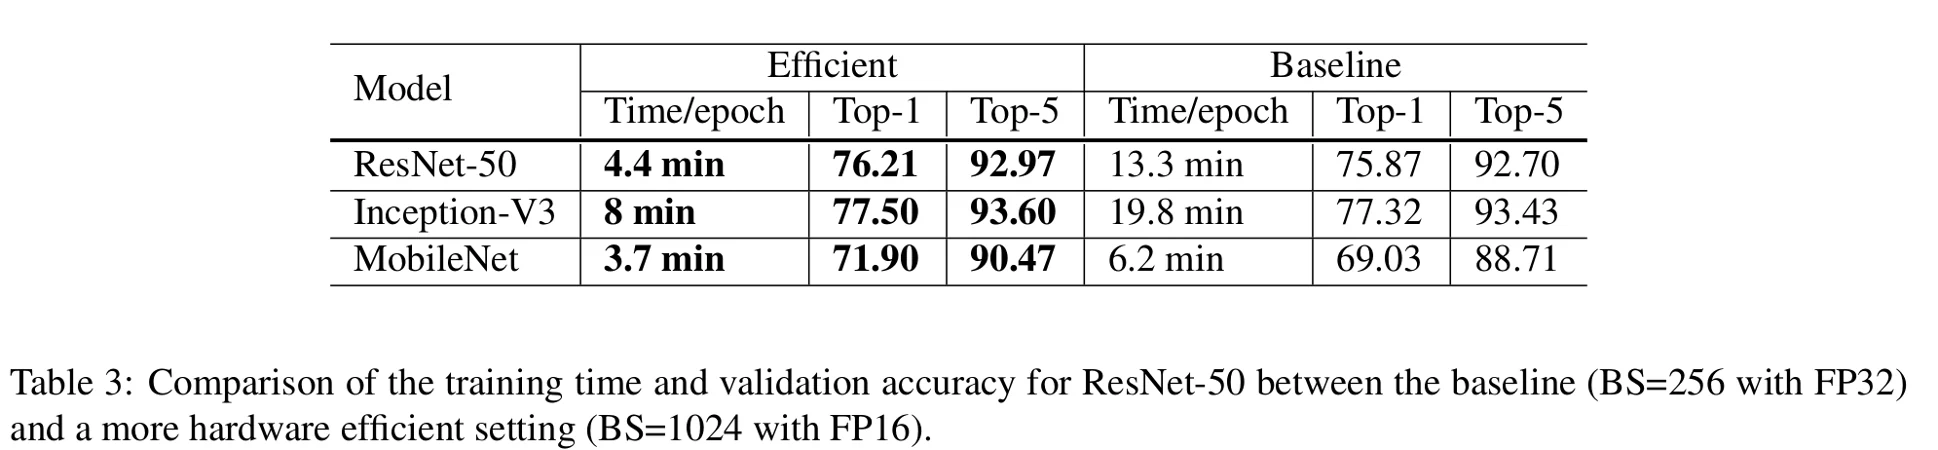 Model Efficient Baseline
Time/epoch Top-1 Top-5 Time/epoch Top-1 Top-5
ResNet-50 4.4 min 76.21 92.97 13.3 min 75.87 92.70
Inception-V3 8 min 77.50 93.60 19.8 min 77.32 93.43
MobileNet 3.7 min 71.90 90.47 6.2 min 69.03 88.71
Table 3: Comparison of the training time and validation accuracy for ResNet-50 between the baseline (BS=256 with FP32)
and a more hardware efficient setting (BS=1024 with FP16).